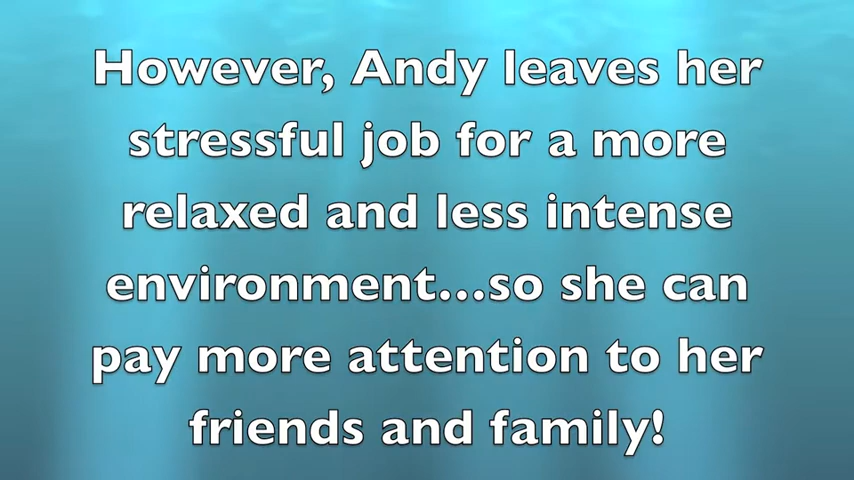 However, Andy leaves her
stressful job for a more
relaxed and less intense
environment...so she can
pay more attention to her
friends and family!